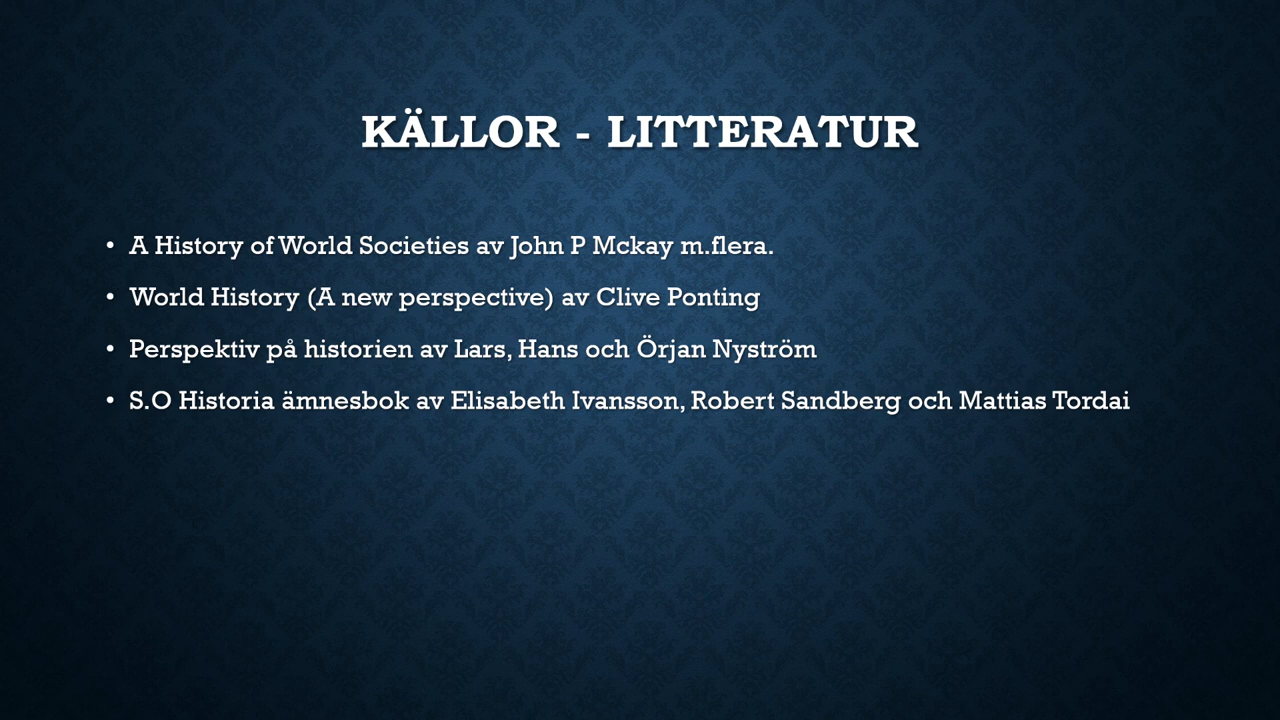 KÄLLOR - LITTERATUR
• A History of World Societies av John P Mckay m.flera.
• World History (A new perspective) av Clive Ponting
• Perspektiv på historien av Lars, Hans och Örjan Nyström
• S.O Historia ämnesbok av Elisabeth Ivansson, Robert Sandberg och Mattias Tordai